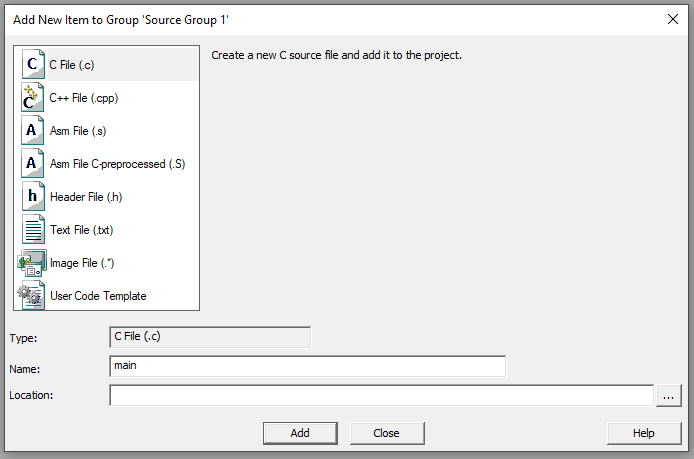 Add New Item to Group 'Source Group 1'
C File (.c)
Create a new C source file and add it to the project.
C++ File (.cpp)
Asm File (.s)
Asm File C-preprocessed (.S)
Header File (.h)
Text File (.txt)
Image File (.*)
User Code Template
Type: C File (.c)
Name: main
Location: ...
Add Close Help